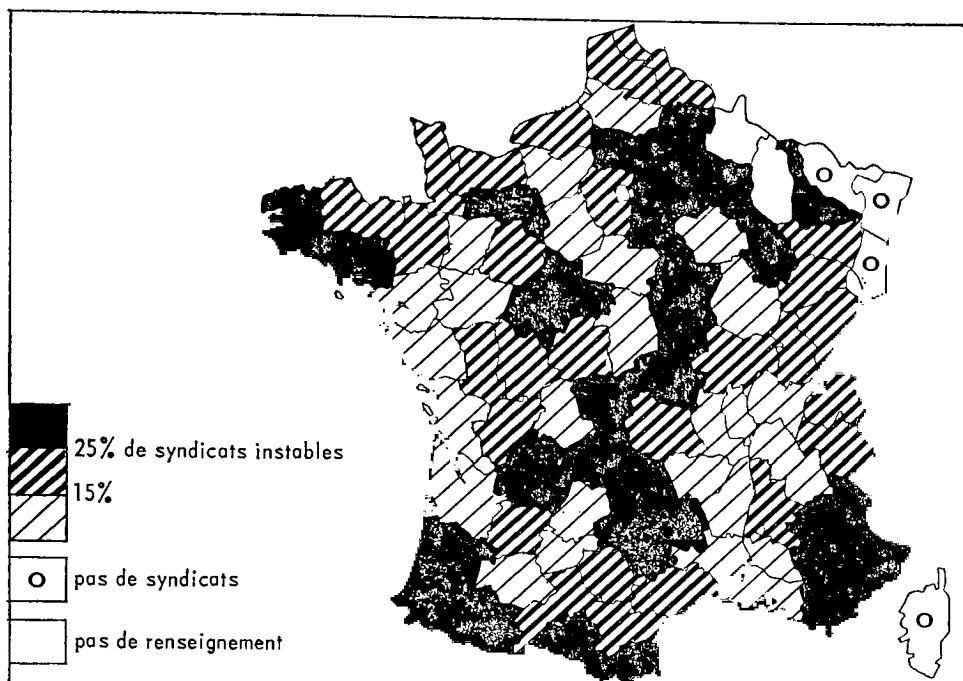 25% de syndicats instables
15%
o pas de syndicats
pas de renseignement